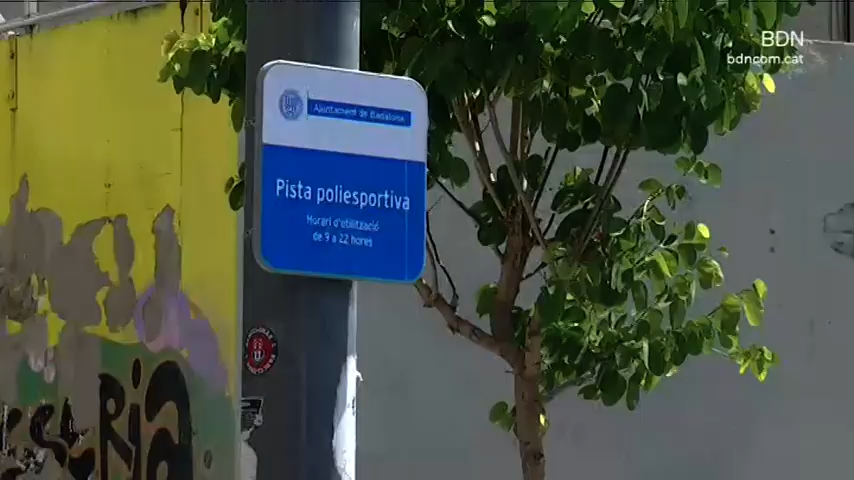 BDN
bdncom.cat
Ajuntament de Badalona
Pista poliesportiva
Horari d'utilització
de 9 a 22 hores